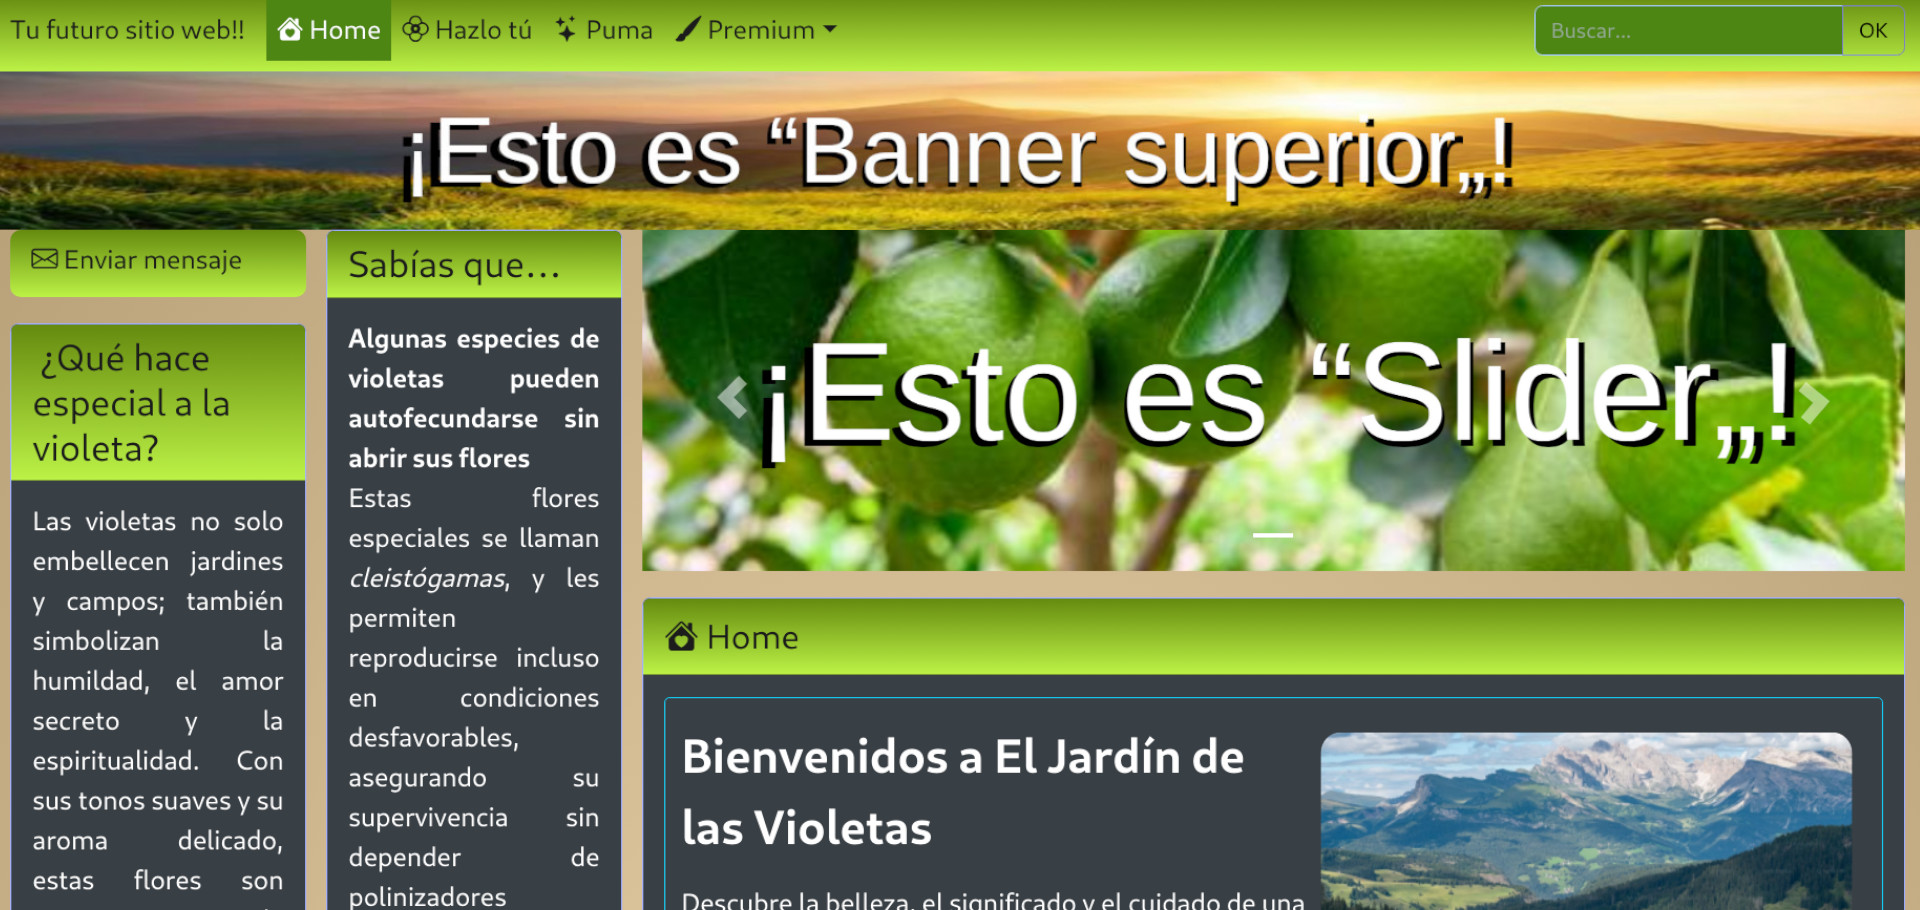 Tu futuro sitio web!! Home Hazlo tú Puma Premium Buscar... OK
¡Esto es “Banner superior„!
Enviar mensaje
¿Qué hace
especial a la
violeta?
Las violetas no solo
embellecen jardines
y campos; también
simbolizan la
humildad, el amor
secreto y la
espiritualidad. Con
sus tonos suaves y su
aroma delicado,
estas flores son
Sabías que...
Algunas especies de
violetas pueden
autofecundarse sin
abrir sus flores
Estas flores
especiales se llaman
cleistógamas, y les
permiten
reproducirse incluso
en condiciones
desfavorables,
asegurando su
supervivencia sin
depender de
polinizadores
¡Esto es “Slider„!
Home
Bienvenidos a El Jardín de
las Violetas
Descubre la belleza, el significado y el cuidado de una